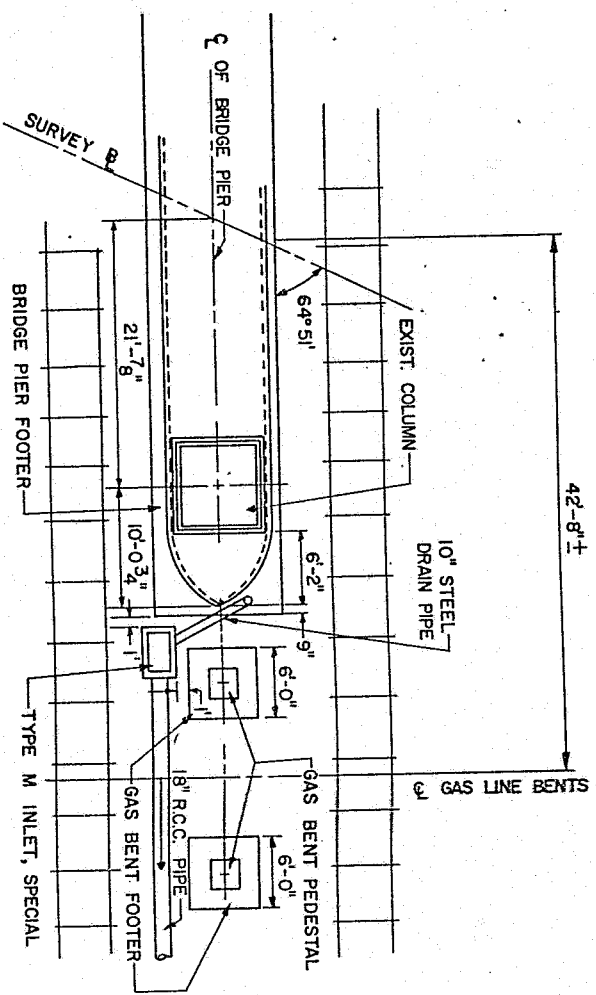 ℄ OF BRIDGE PIER
SURVEY ℄
64°51'
EXIST. COLUMN
42'-8"±
10" STEEL
DRAIN PIPE
21'-7 8"
10'-0 3/4"
6'-2"
9"
6'-0"
1'
1'
BRIDGE PIER FOOTER
℄ GAS LINE BENTS
GAS BENT PEDESTAL
6'-0"
18" R.C.C. PIPE
GAS BENT FOOTER
TYPE M INLET, SPECIAL